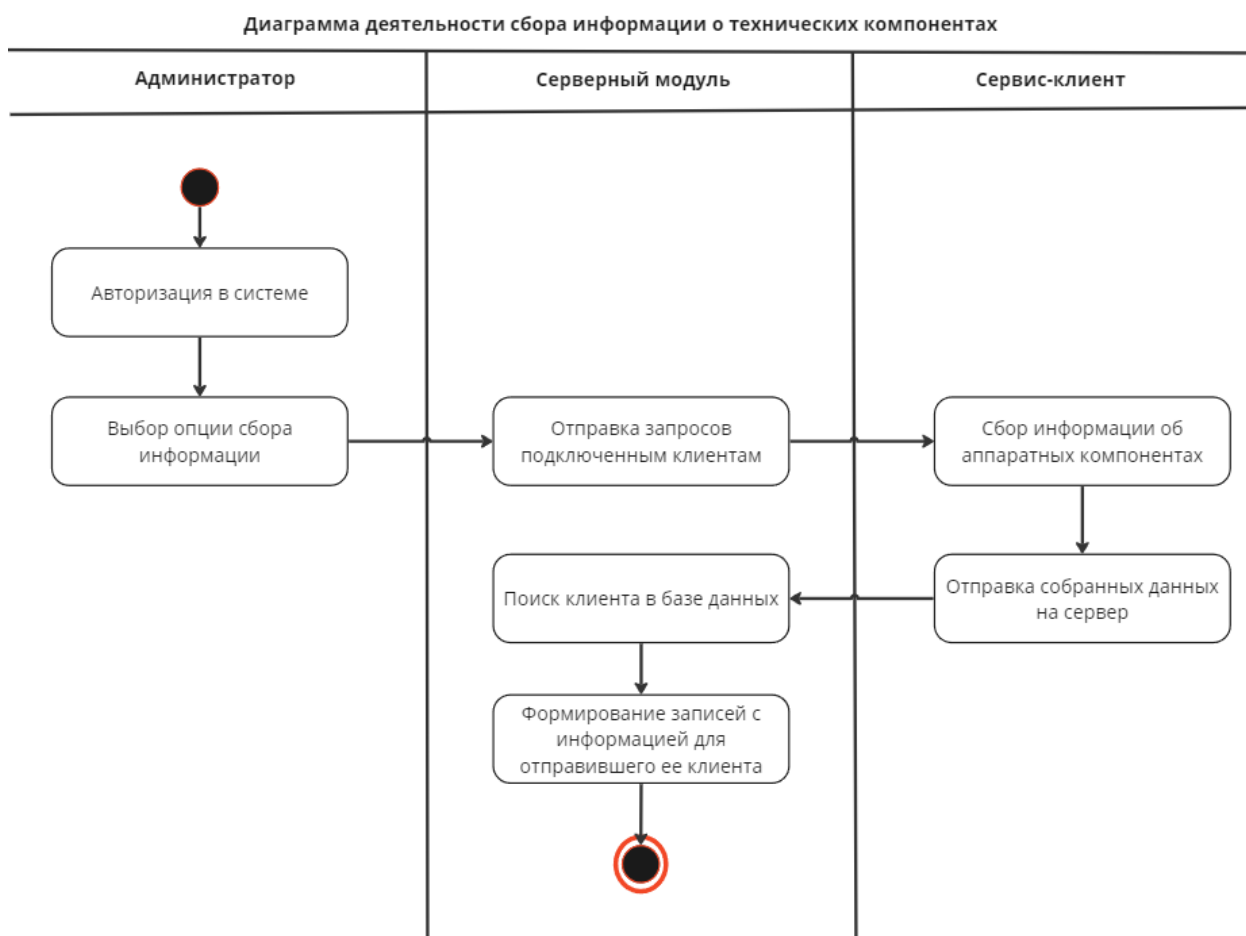 Диаграмма деятельности сбора информации о технических компонентах
Администратор
Серверный модуль
Сервис-клиент
Авторизация в системе
Выбор опции сбора
информации
Отправка запросов
подключенным клиентам
Сбор информации об
аппаратных компонентах
Отправка собранных данных
на сервер
Поиск клиента в базе данных
Формирование записей с
информацией для
отправившего ее клиента